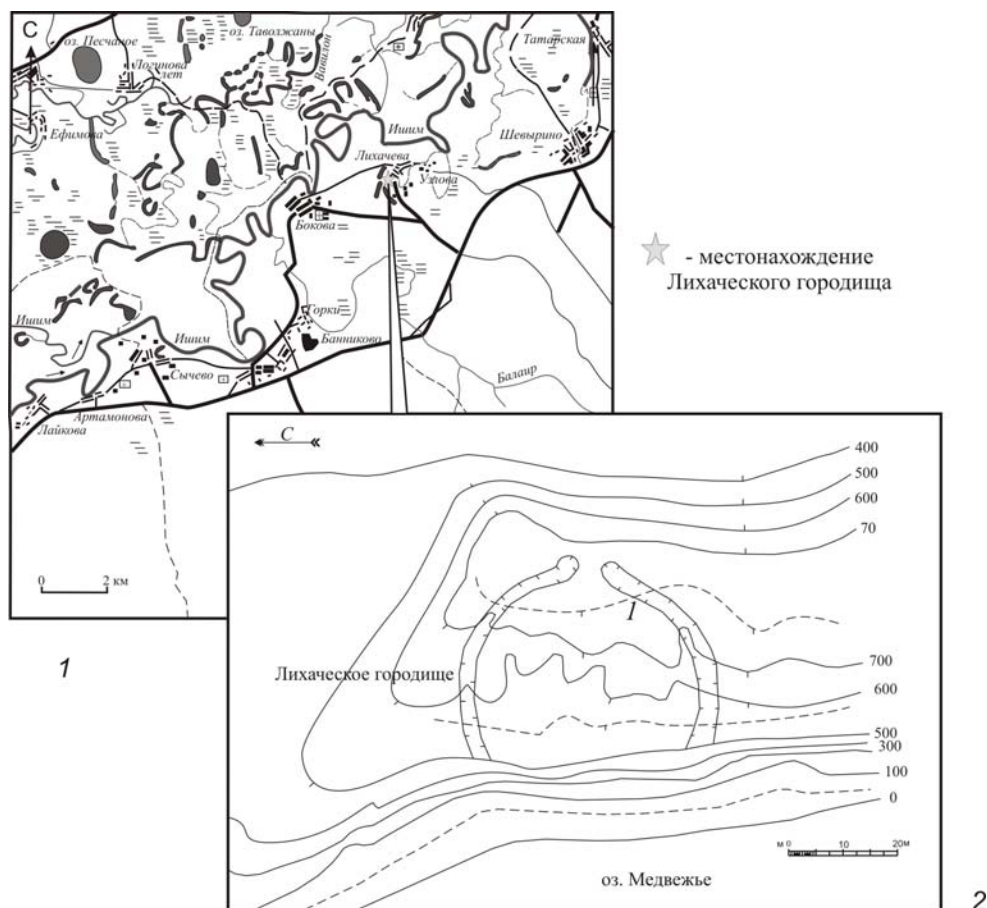 С
оз. Песчаное
оз. Таволжаны
Вавилон
Татарская
Логинова
лет
Ефимова
Ишим
Лихачева
Шевырино
Узлова
Бокова
- местонахождение
Лихаческого городища
Ишим
Ишим
Горки
Банниково
Сычево
Балаир
Артамонова
Лайкова
0 2 км
1
С
400
500
600
70
1
Лихаческое городище
700
600
500
300
100
0
м 0 10 20м
оз. Медвежье
2